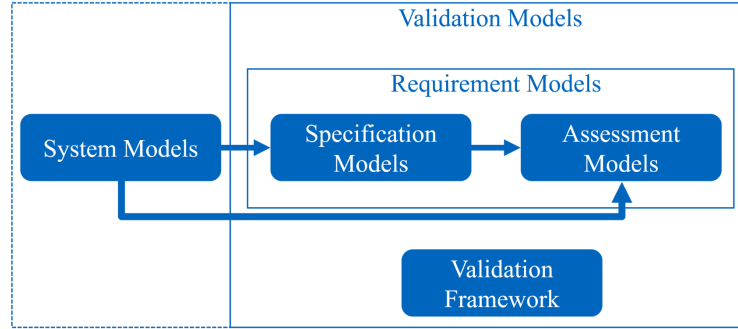 Validation Models
Requirement Models
System Models
Specification
Models
Assessment
Models
Validation
Framework